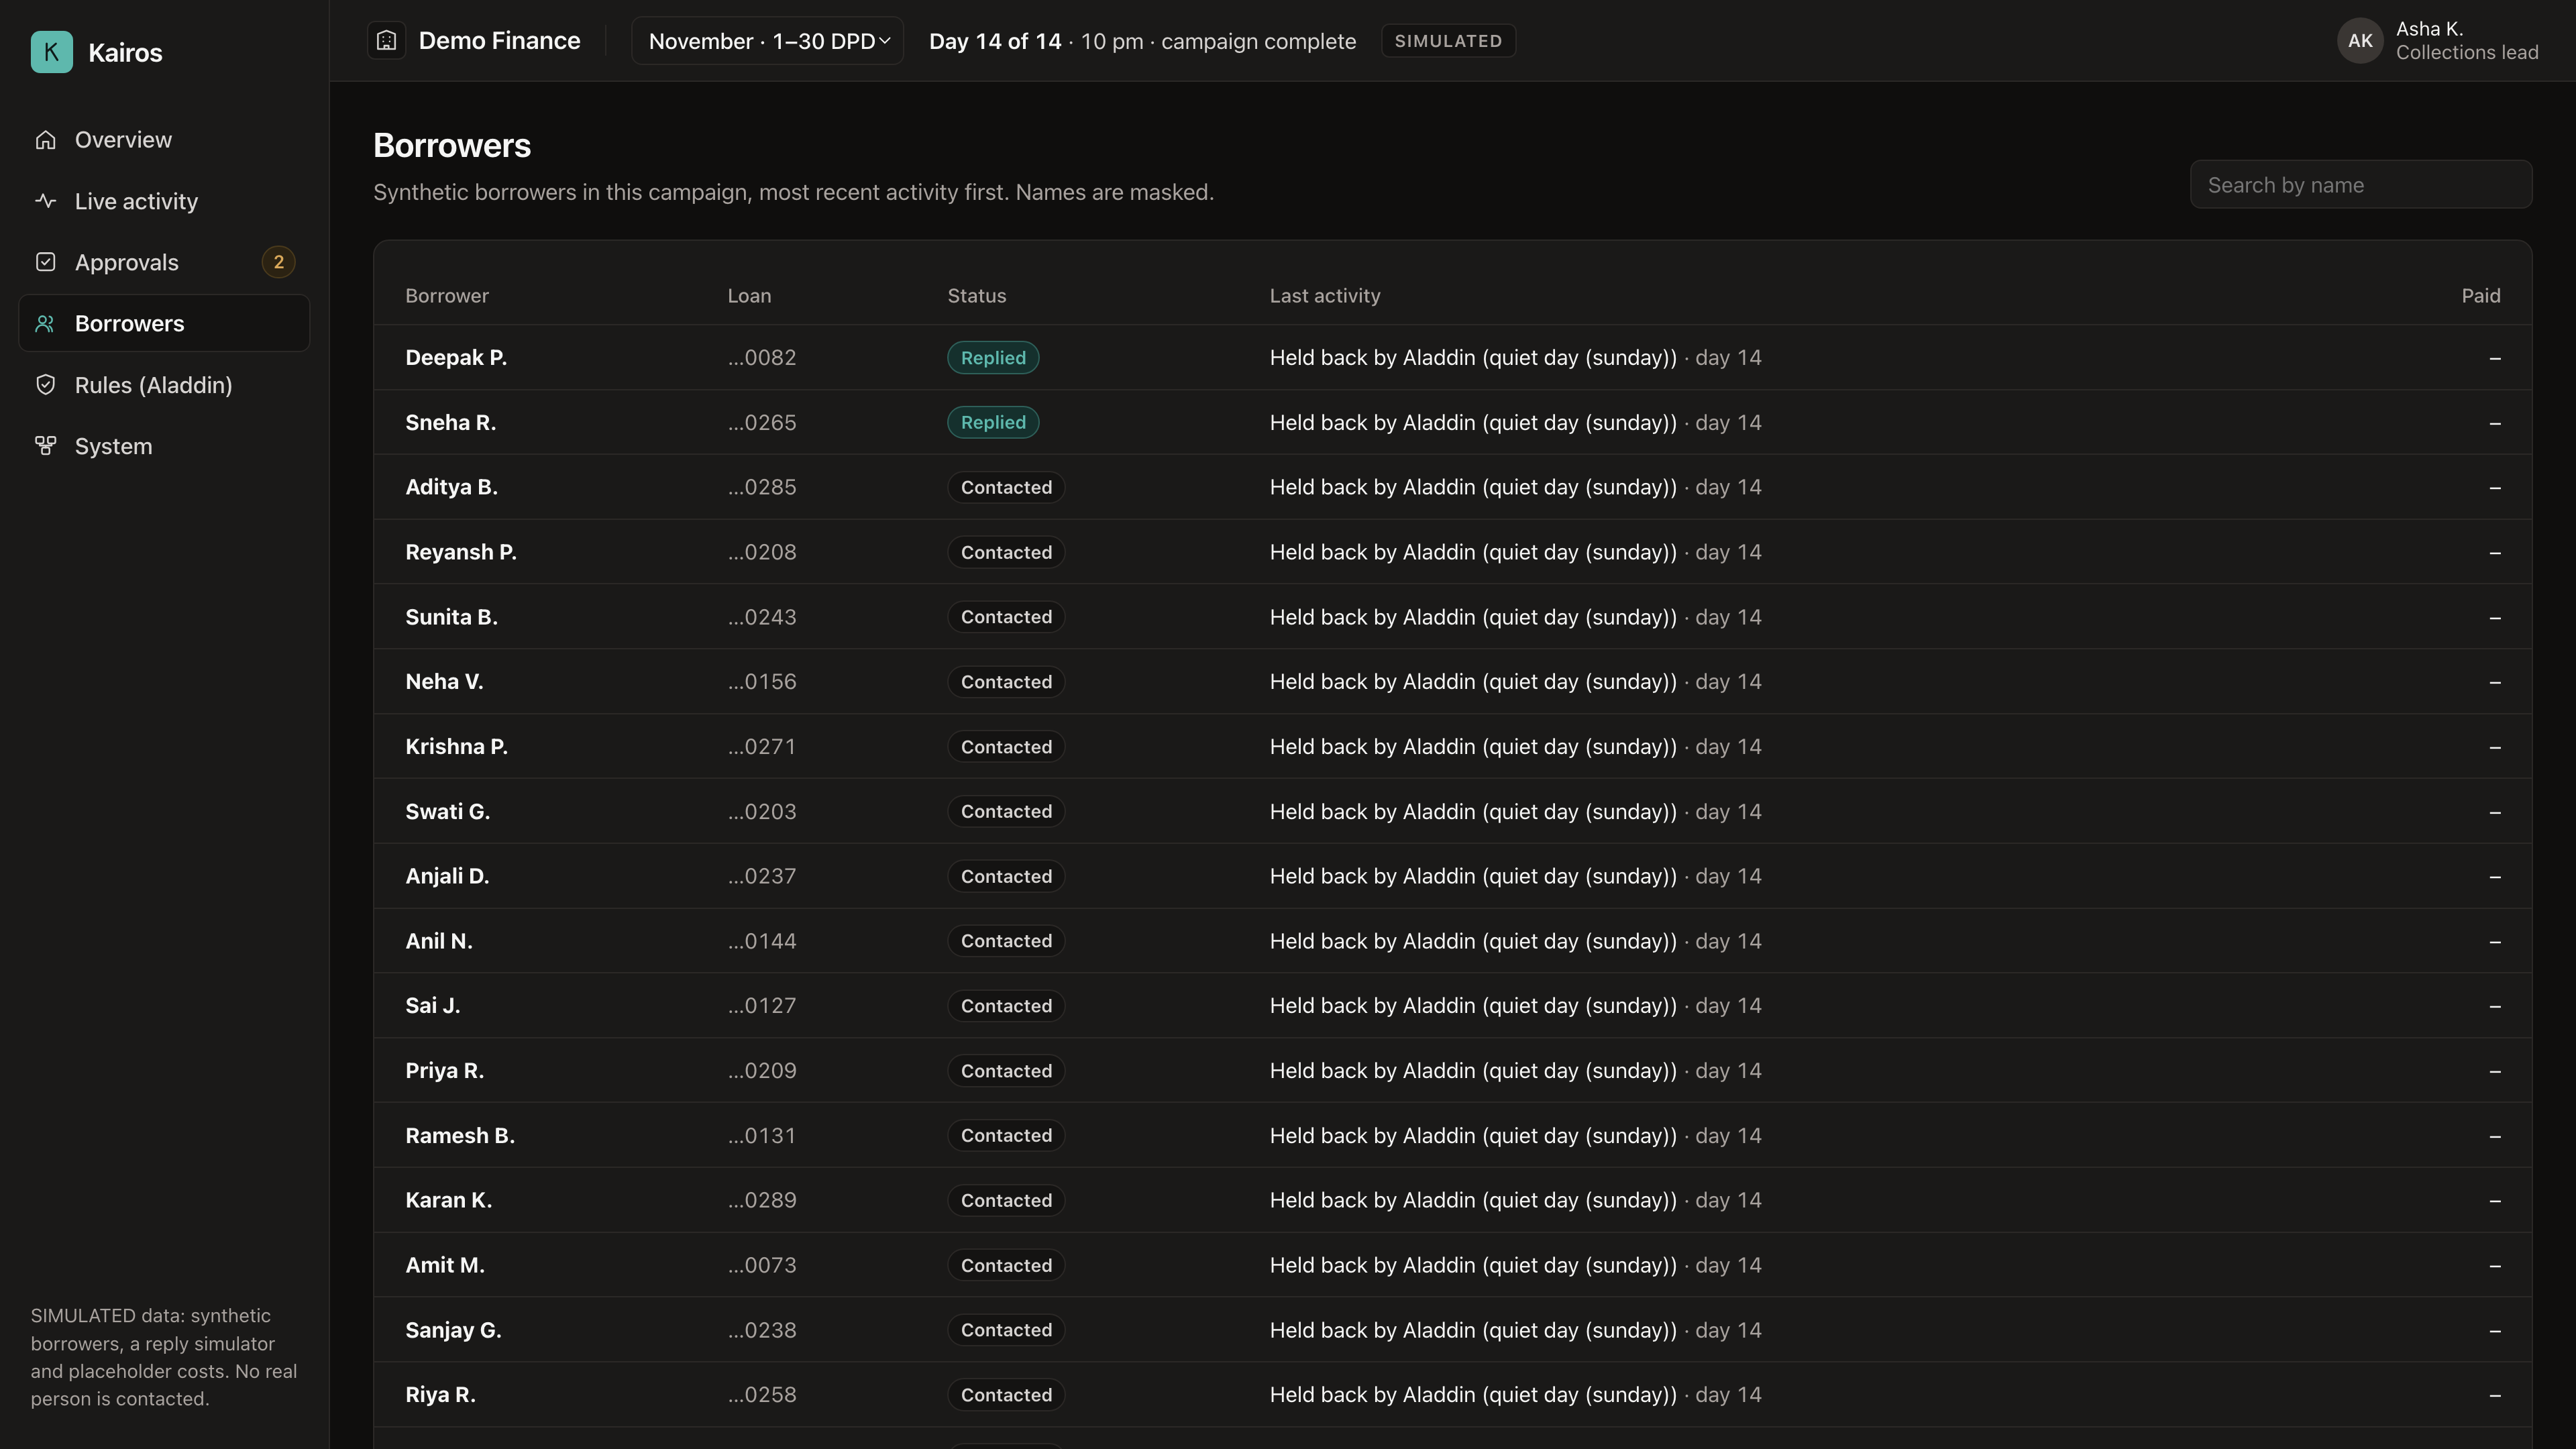 K Kairos
Demo Finance
November · 1–30 DPD
Day 14 of 14 · 10 pm · campaign complete
SIMULATED
AK
Asha K.
Collections lead
Overview
Live activity
Approvals 2
Borrowers
Rules (Aladdin)
System
SIMULATED data: synthetic
borrowers, a reply simulator
and placeholder costs. No real
person is contacted.
Borrowers
Synthetic borrowers in this campaign, most recent activity first. Names are masked.
Search by name
Borrower Loan Status Last activity Paid
Deepak P. ...0082 Replied Held back by Aladdin (quiet day (sunday)) · day 14 –
Sneha R. ...0265 Replied Held back by Aladdin (quiet day (sunday)) · day 14 –
Aditya B. ...0285 Contacted Held back by Aladdin (quiet day (sunday)) · day 14 –
Reyansh P. ...0208 Contacted Held back by Aladdin (quiet day (sunday)) · day 14 –
Sunita B. ...0243 Contacted Held back by Aladdin (quiet day (sunday)) · day 14 –
Neha V. ...0156 Contacted Held back by Aladdin (quiet day (sunday)) · day 14 –
Krishna P. ...0271 Contacted Held back by Aladdin (quiet day (sunday)) · day 14 –
Swati G. ...0203 Contacted Held back by Aladdin (quiet day (sunday)) · day 14 –
Anjali D. ...0237 Contacted Held back by Aladdin (quiet day (sunday)) · day 14 –
Anil N. ...0144 Contacted Held back by Aladdin (quiet day (sunday)) · day 14 –
Sai J. ...0127 Contacted Held back by Aladdin (quiet day (sunday)) · day 14 –
Priya R. ...0209 Contacted Held back by Aladdin (quiet day (sunday)) · day 14 –
Ramesh B. ...0131 Contacted Held back by Aladdin (quiet day (sunday)) · day 14 –
Karan K. ...0289 Contacted Held back by Aladdin (quiet day (sunday)) · day 14 –
Amit M. ...0073 Contacted Held back by Aladdin (quiet day (sunday)) · day 14 –
Sanjay G. ...0238 Contacted Held back by Aladdin (quiet day (sunday)) · day 14 –
Riya R. ...0258 Contacted Held back by Aladdin (quiet day (sunday)) · day 14 –